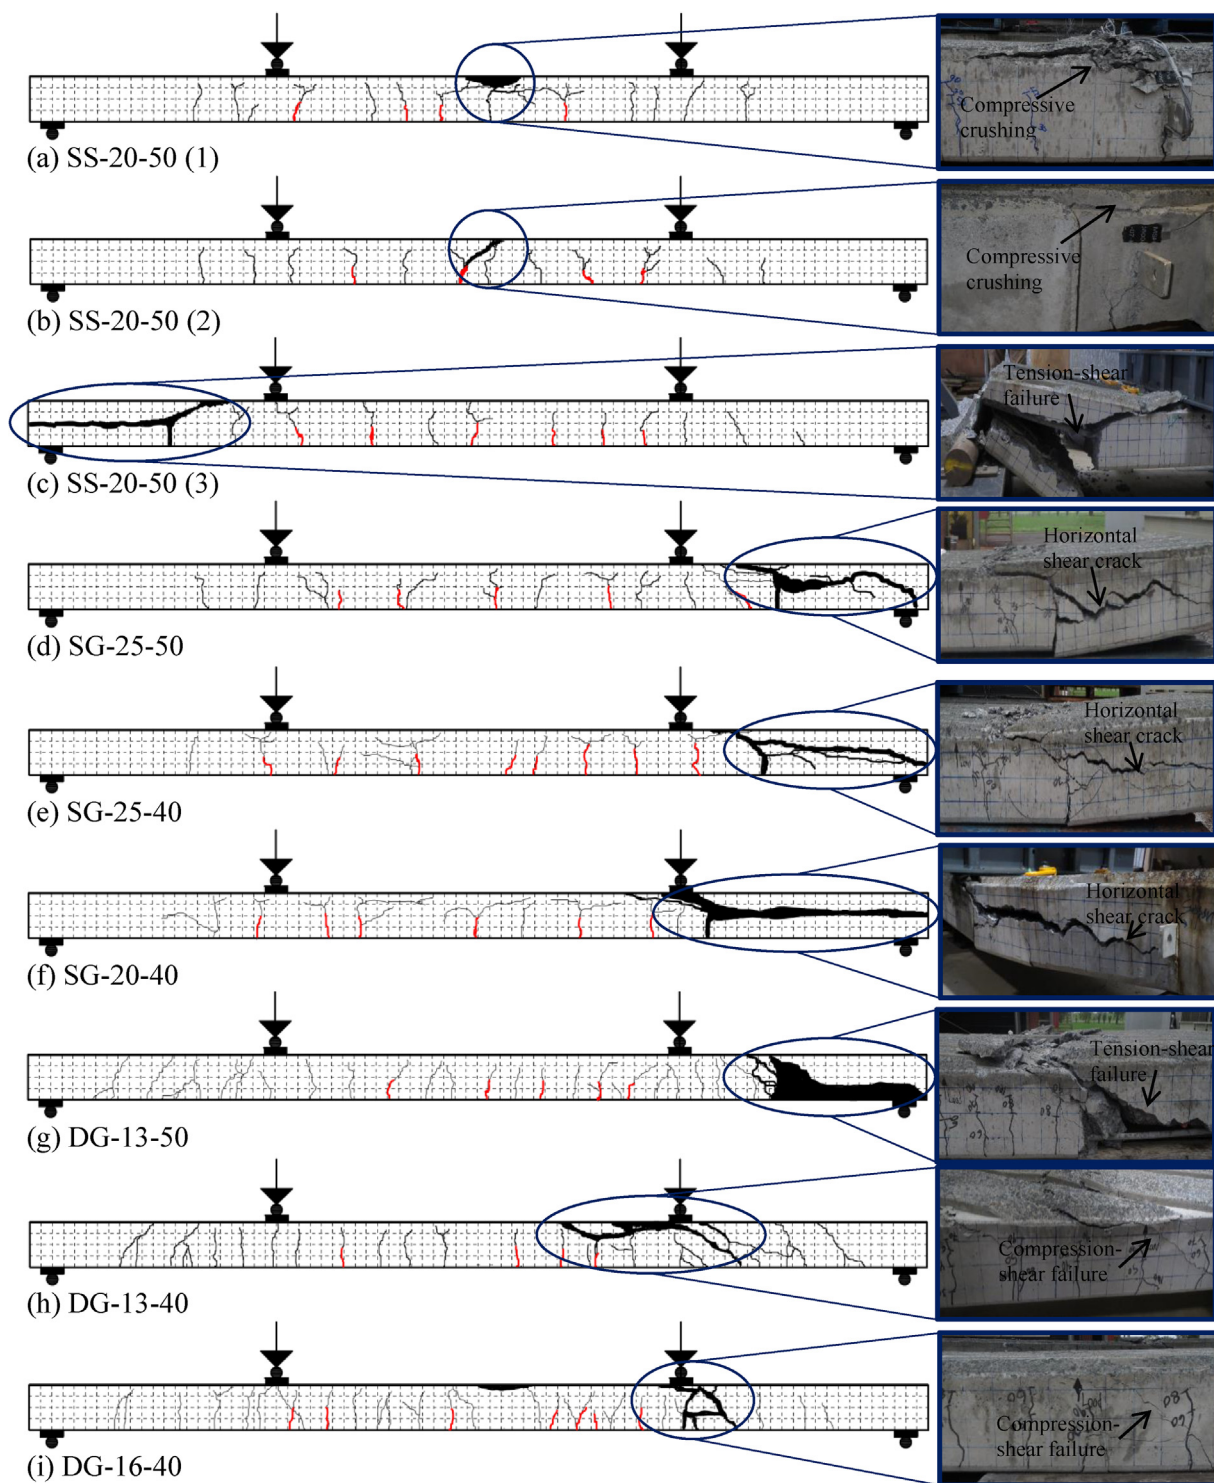 Compressive
crushing
(a) SS-20-50 (1)
Compressive
crushing
(b) SS-20-50 (2)
Tension-shear
failure
(c) SS-20-50 (3)
Horizontal
shear crack
(d) SG-25-50
Horizontal
shear crack
(e) SG-25-40
Horizontal
shear crack
(f) SG-20-40
Tension-shear
failure
(g) DG-13-50
Compression-
shear failure
(h) DG-13-40
Compression-
shear failure
(i) DG-16-40